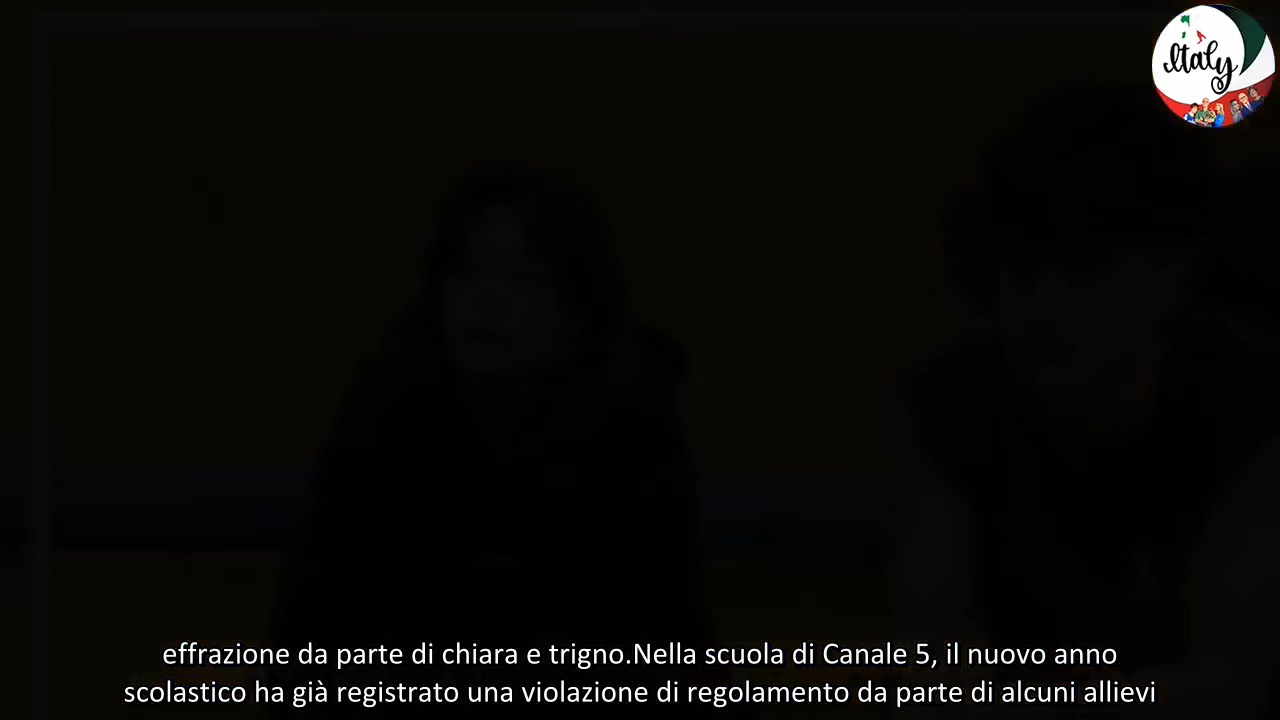 Italy
effrazione da parte di chiara e trigno.Nella scuola di Canale 5, il nuovo anno
scolastico ha già registrato una violazione di regolamento da parte di alcuni allievi